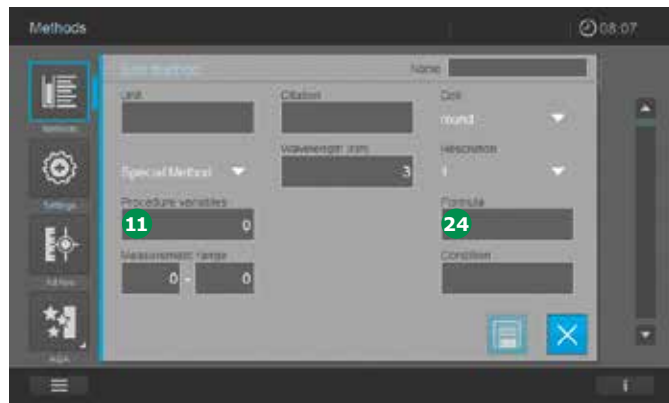 Methods
08:07
Edit method
Name
Unit
Citation
Cell
round
Wavelength (nm)
Resolution
Special Method
3
1
Procedure variables
Formula
11
0
24
Measurement range
Condition
0 - 0
Methods
Settings
AQA